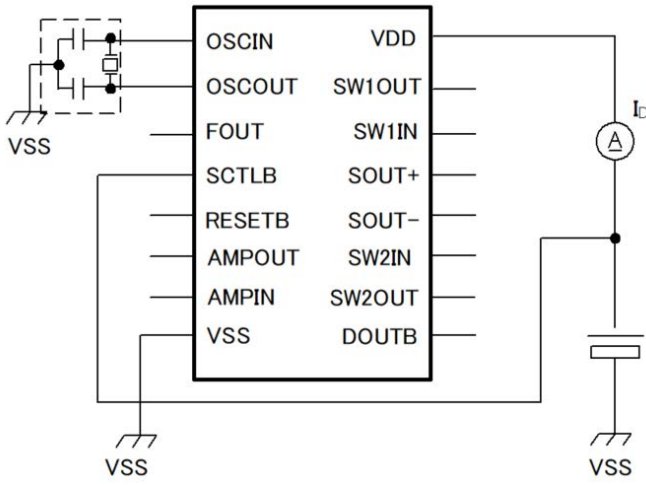 OSCIN VDD
OSCOUT SW1OUT
FOUT SW1IN
SCTLB SOUT+
RESETB SOUT-
AMPOUT SW2IN
AMPIN SW2OUT
VSS DOUTB
VSS
ID
A
VSS
VSS